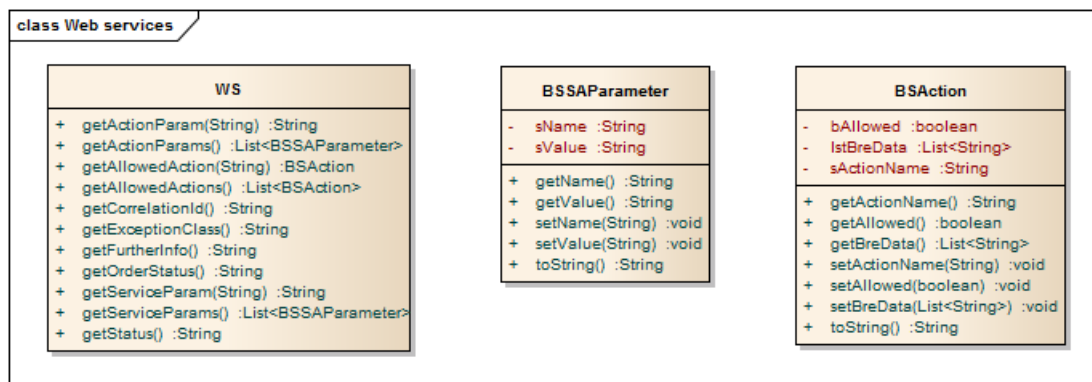 class Web services
WS
+ getActionParam(String) :String
+ getActionParams() :List<BSSAParameter>
+ getAllowedAction(String) :BSAction
+ getAllowedActions() :List<BSAction>
+ getCorrelationId() :String
+ getExceptionClass() :String
+ getFurtherInfo() :String
+ getOrderStatus() :String
+ getServiceParam(String) :String
+ getServiceParams() :List<BSSAParameter>
+ getStatus() :String
BSSAParameter
- sName :String
- sValue :String
+ getName() :String
+ getValue() :String
+ setName(String) :void
+ setValue(String) :void
+ toString() :String
BSAction
- bAllowed :boolean
- lstBreData :List<String>
- sActionName :String
+ getActionName() :String
+ getAllowed() :boolean
+ getBreData() :List<String>
+ setActionName(String) :void
+ setAllowed(boolean) :void
+ setBreData(List<String>) :void
+ toString() :String